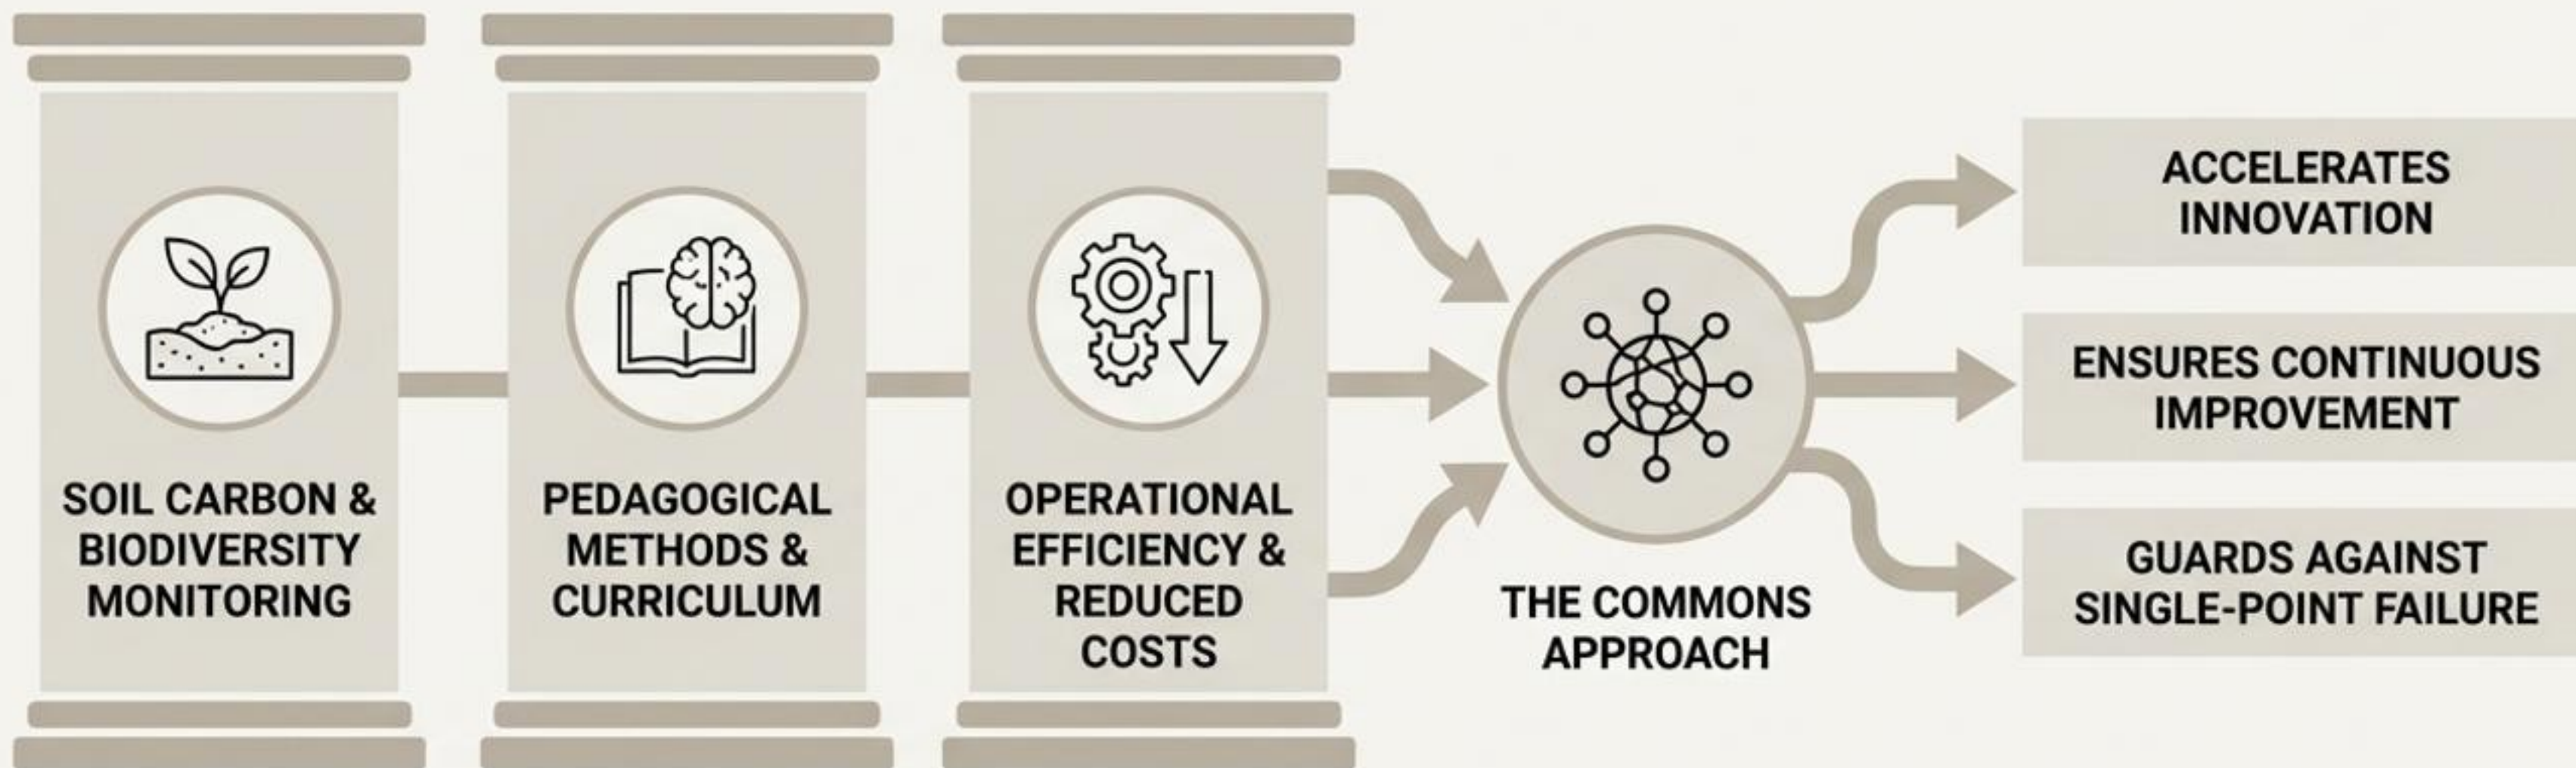 SOIL CARBON &
BIODIVERSITY
MONITORING
PEDAGOGICAL
METHODS &
CURRICULUM
OPERATIONAL
EFFICIENCY &
REDUCED
COSTS
THE COMMONS
APPROACH
ACCELERATES
INNOVATION
ENSURES CONTINUOUS
IMPROVEMENT
GUARDS AGAINST
SINGLE-POINT FAILURE